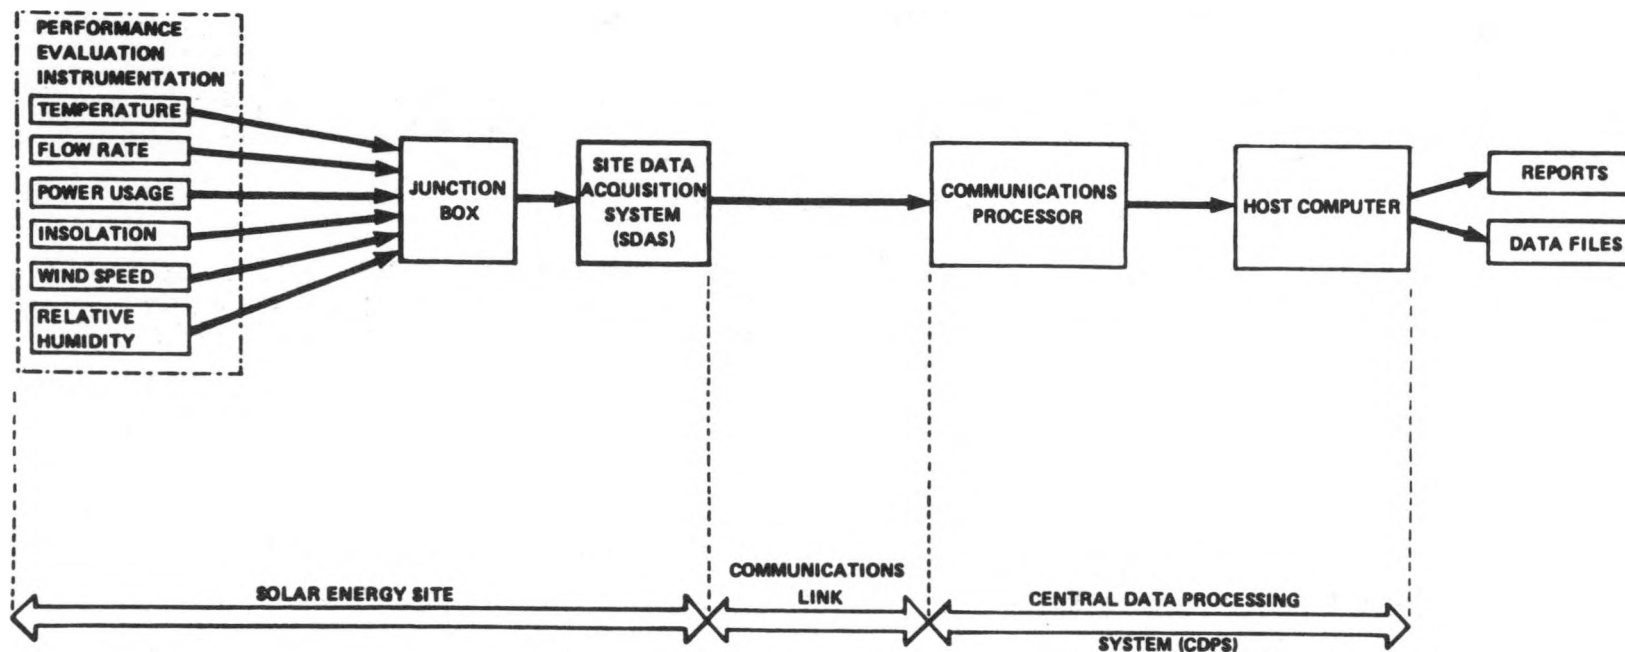 PERFORMANCE
EVALUATION
INSTRUMENTATION
TEMPERATURE
FLOW RATE
POWER USAGE
INSOLATION
WIND SPEED
RELATIVE
HUMIDITY
JUNCTION
BOX
SITE DATA
ACQUISITION
SYSTEM
(SDAS)
COMMUNICATIONS
PROCESSOR
HOST COMPUTER
REPORTS
DATA FILES
SOLAR ENERGY SITE
COMMUNICATIONS
LINK
CENTRAL DATA PROCESSING
SYSTEM (CDPS)